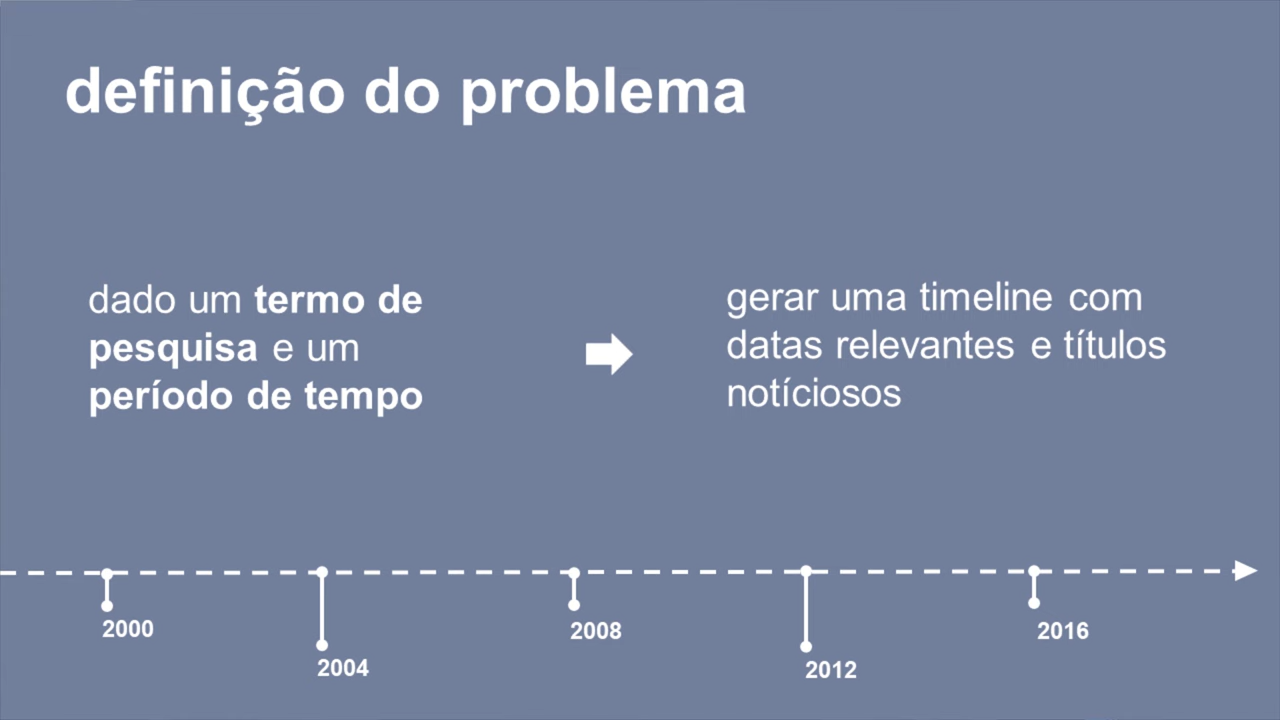 definição do problema
dado um termo de
pesquisa e um
período de tempo
gerar uma timeline com
datas relevantes e títulos
notíciosos
2000
2004
2008
2012
2016